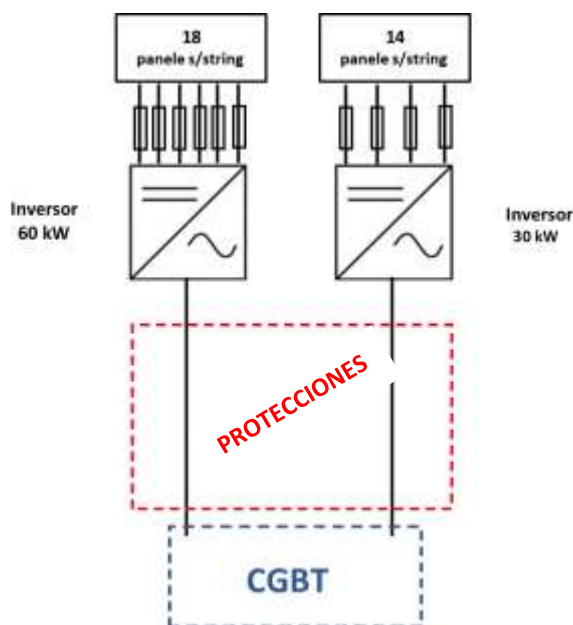 18
panele s/string
14
panele s/string
Inversor
60 kW
Inversor
30 kW
PROTECCIONES
CGBT